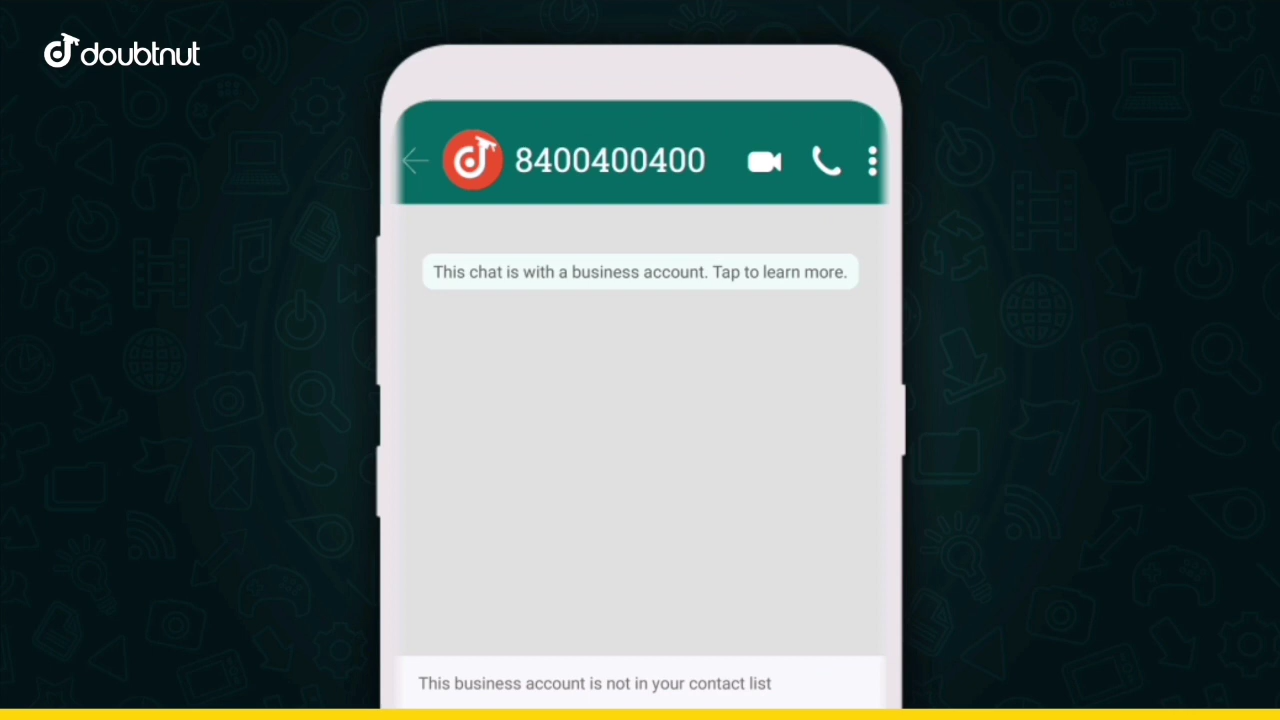 doubtnut
8400400400
This chat is with a business account. Tap to learn more.
This business account is not in your contact list